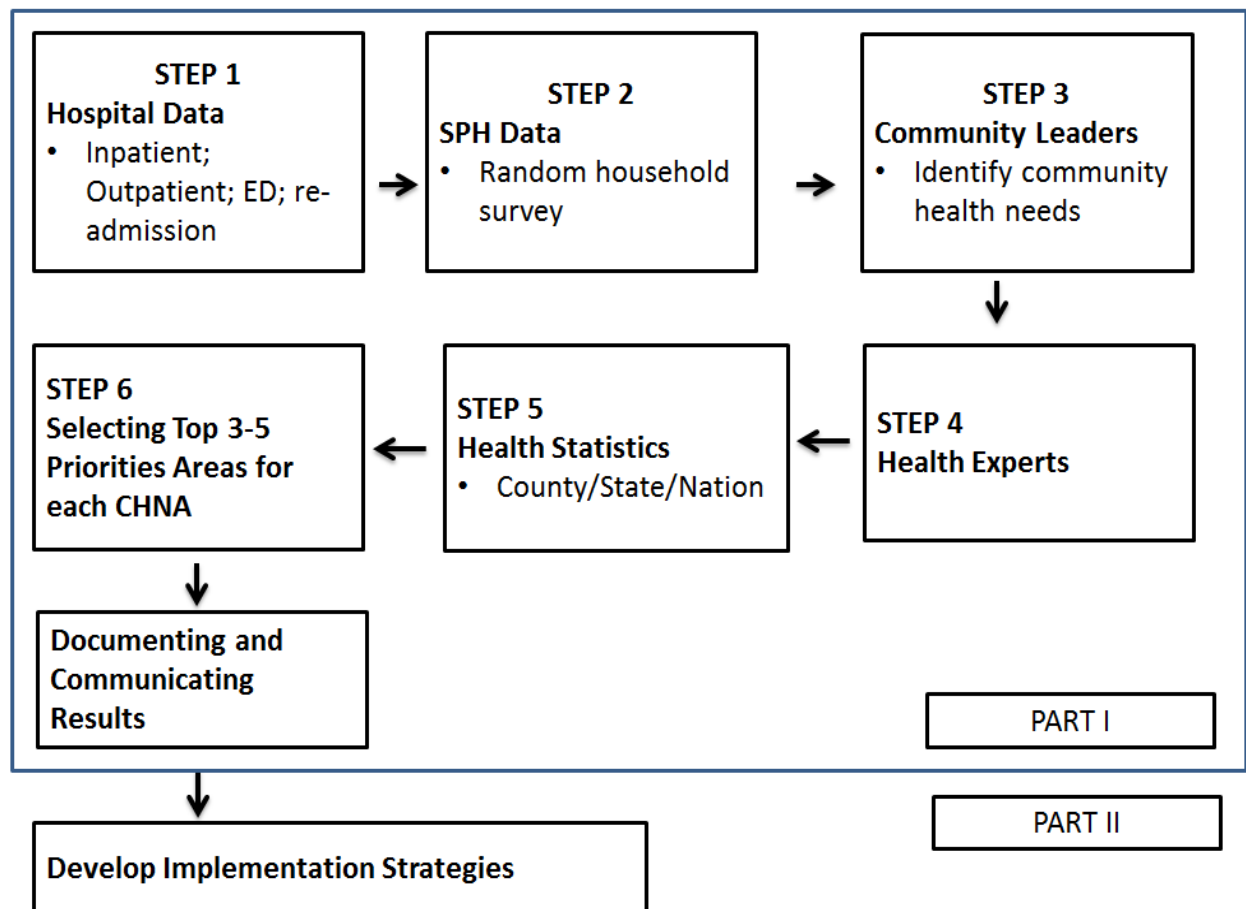 STEP 1
Hospital Data
• Inpatient;
Outpatient; ED; re-
admission
STEP 2
SPH Data
• Random household
survey
STEP 3
Community Leaders
• Identify community
health needs
STEP 4
Health Experts
STEP 5
Health Statistics
• County/State/Nation
STEP 6
Selecting Top 3-5
Priorities Areas for
each CHNA
Documenting and
Communicating
Results
PART I
PART II
Develop Implementation Strategies